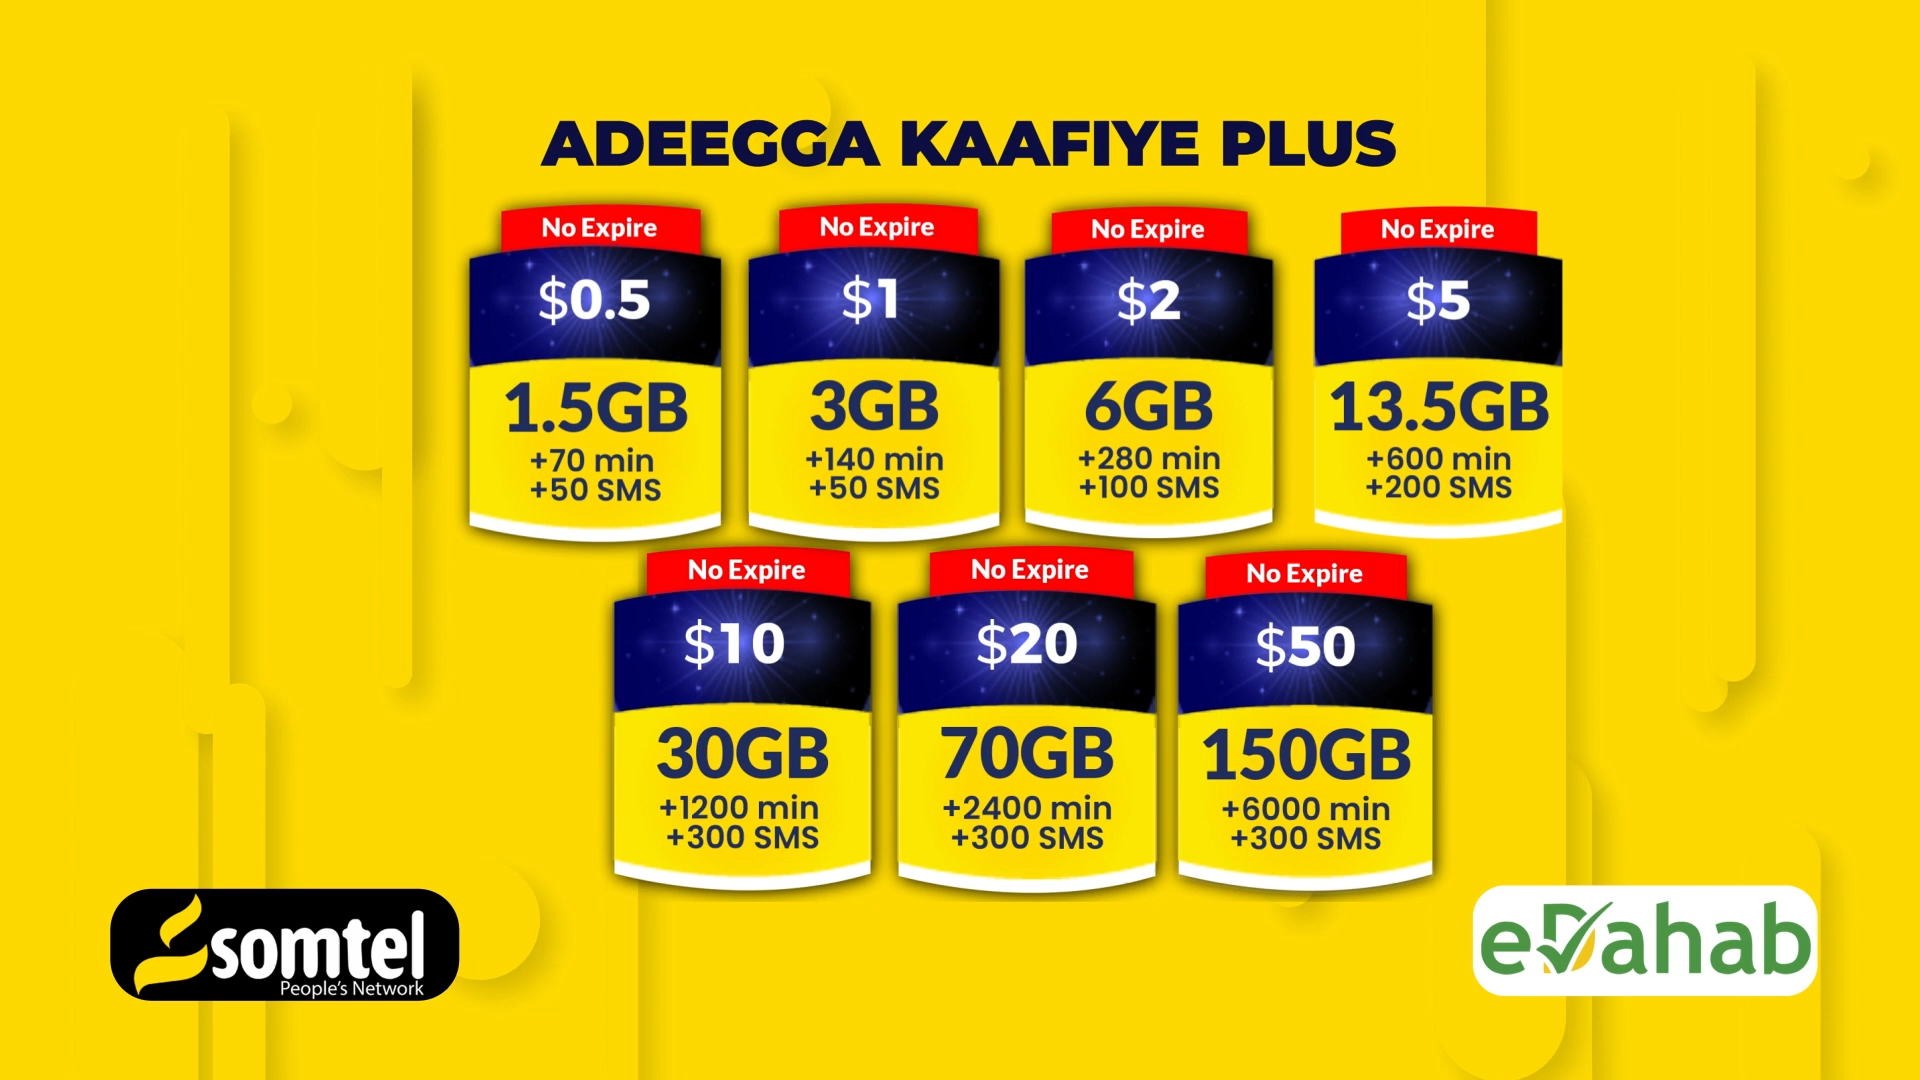 ADEEGGA KAAFIYE PLUS
No Expire
$0.5
1.5GB
+70 min
+50 SMS
No Expire
$1
3GB
+140 min
+50 SMS
No Expire
$2
6GB
+280 min
+100 SMS
No Expire
$5
13.5GB
+600 min
+200 SMS
No Expire
$10
30GB
+1200 min
+300 SMS
No Expire
$20
70GB
+2400 min
+300 SMS
No Expire
$50
150GB
+6000 min
+300 SMS
somtel
People's Network
eDahab